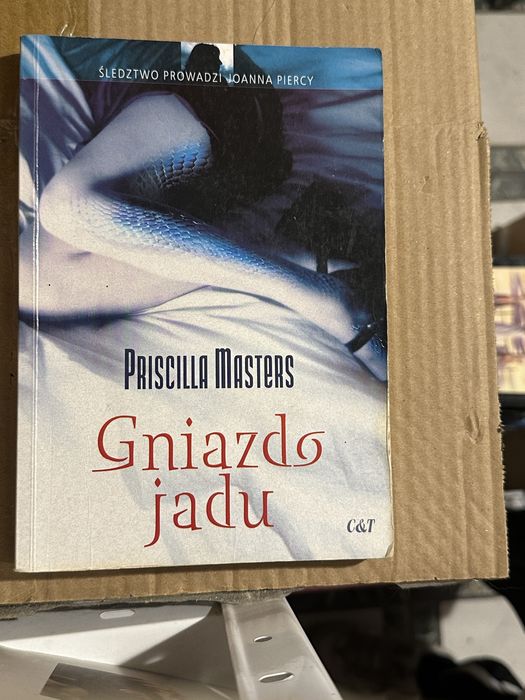 ŚLEDZTWO PROWADZI JOANNA PIERCY
PRISCILLA MASTERS
Gniazdo
jadu
C&T